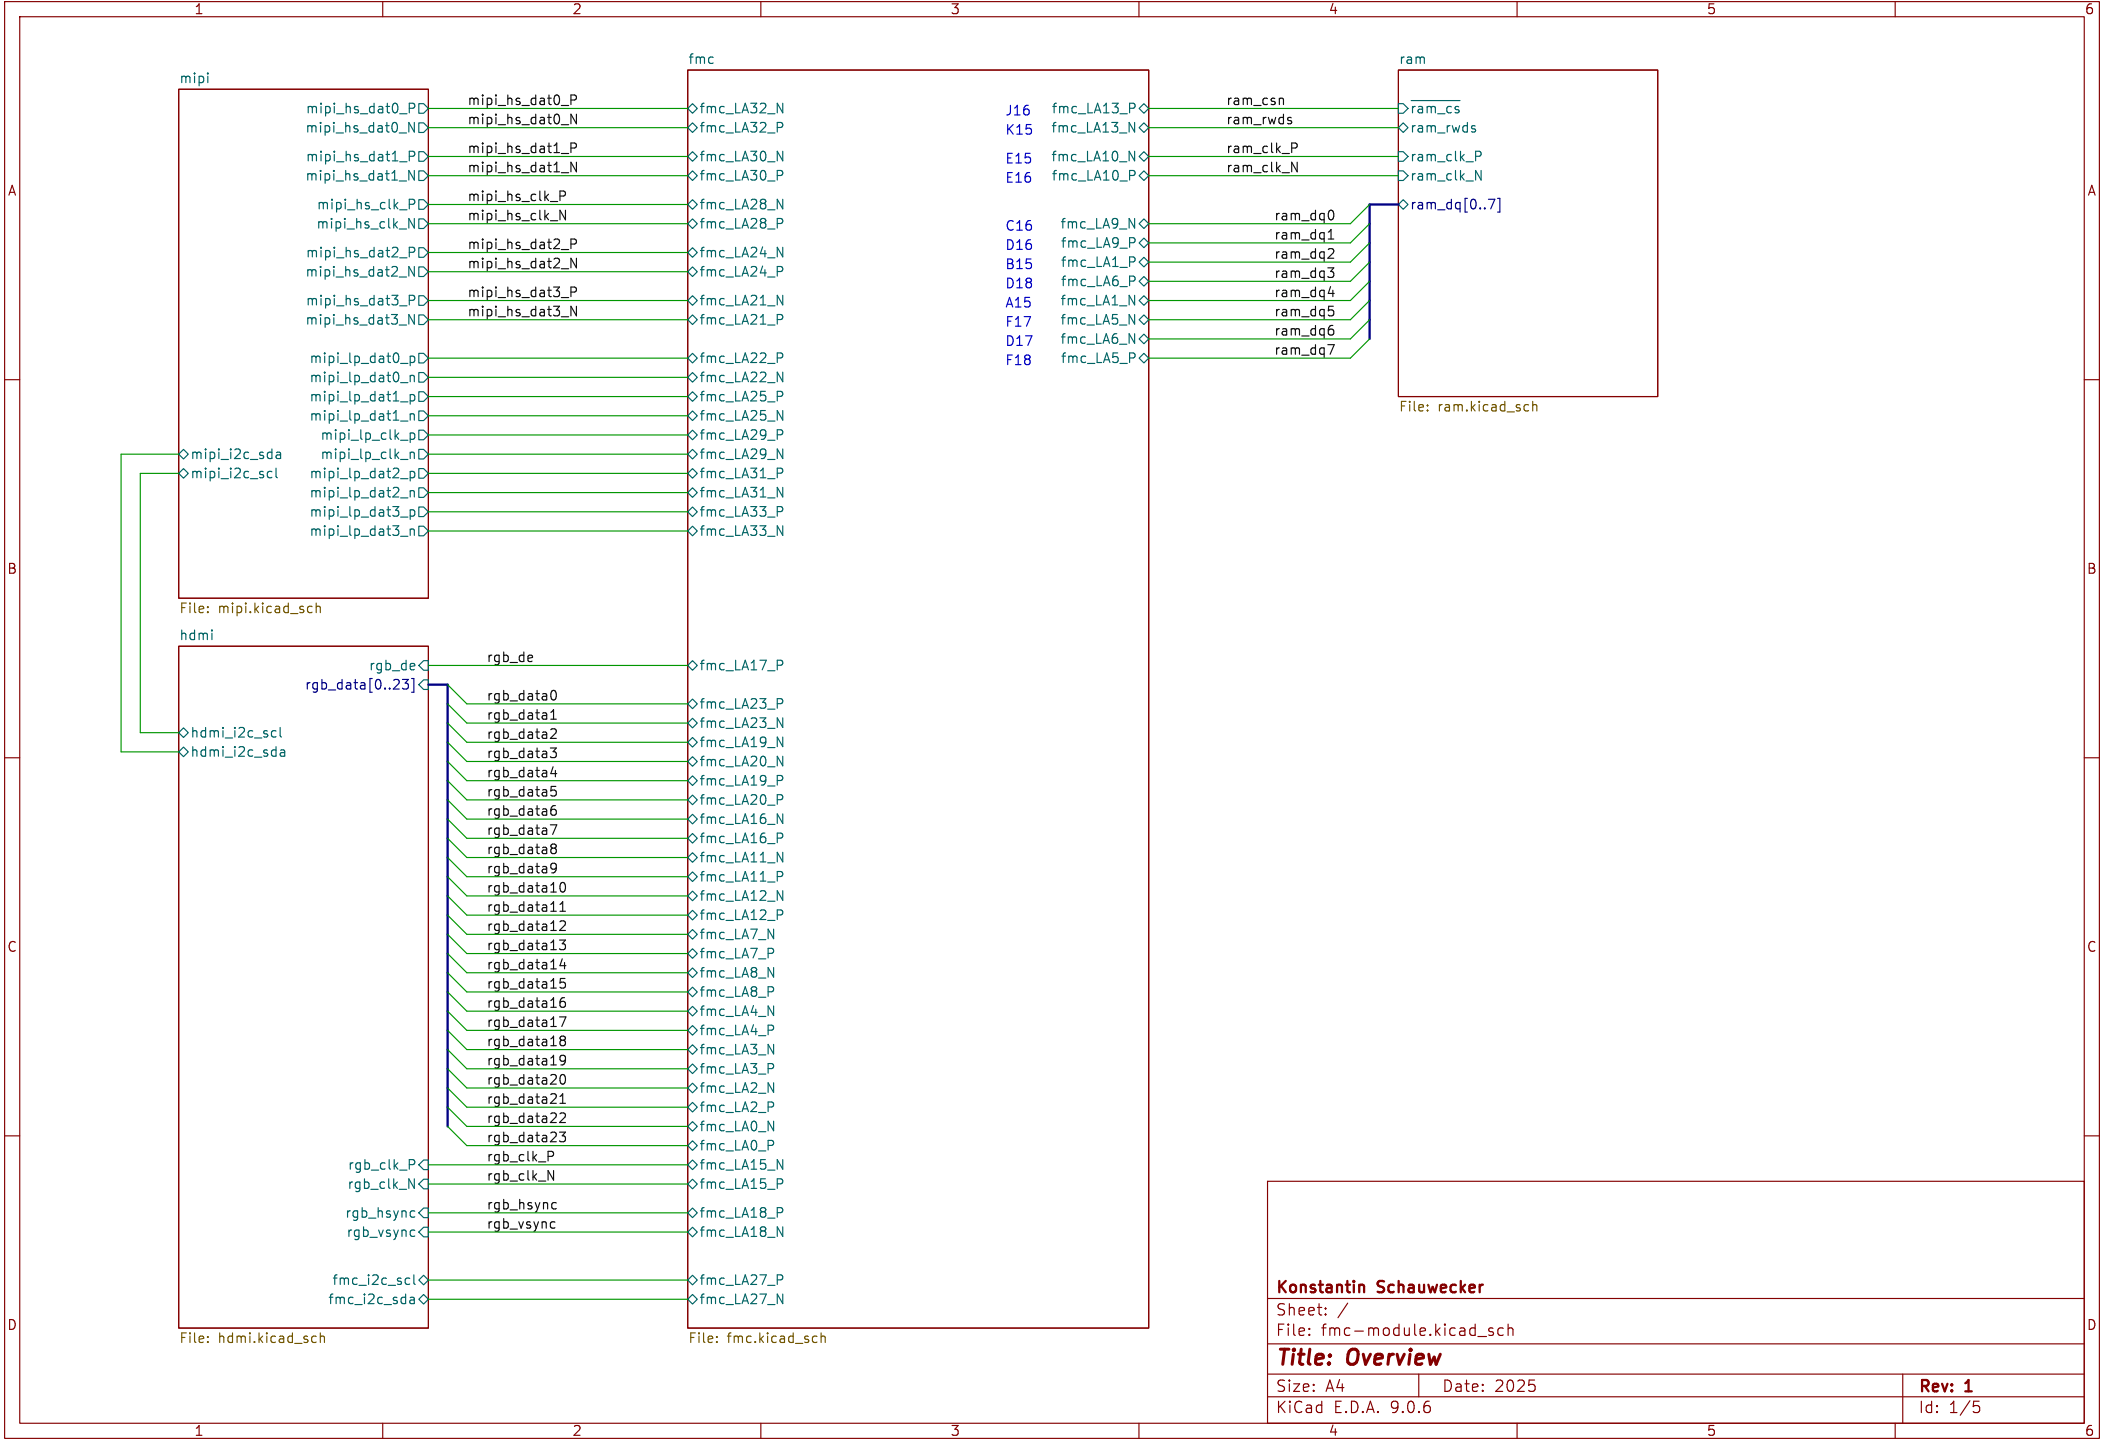 1 2 3 4 5 6
A
B
C
D
mipi
mipi_hs_dat0_P
mipi_hs_dat0_N
mipi_hs_dat1_P
mipi_hs_dat1_N
mipi_hs_clk_P
mipi_hs_clk_N
mipi_hs_dat2_P
mipi_hs_dat2_N
mipi_hs_dat3_P
mipi_hs_dat3_N
mipi_lp_dat0_p
mipi_lp_dat0_n
mipi_lp_dat1_p
mipi_lp_dat1_n
mipi_lp_clk_p
mipi_i2c_sda mipi_lp_clk_n
mipi_i2c_scl mipi_lp_dat2_p
mipi_lp_dat2_n
mipi_lp_dat3_p
mipi_lp_dat3_n
File: mipi.kicad_sch
hdmi
rgb_de
rgb_data[0..23]
hdmi_i2c_scl
hdmi_i2c_sda
rgb_clk_P
rgb_clk_N
rgb_hsync
rgb_vsync
fmc_i2c_scl
fmc_i2c_sda
File: hdmi.kicad_sch
mipi_hs_dat0_P
mipi_hs_dat0_N
mipi_hs_dat1_P
mipi_hs_dat1_N
mipi_hs_clk_P
mipi_hs_clk_N
mipi_hs_dat2_P
mipi_hs_dat2_N
mipi_hs_dat3_P
mipi_hs_dat3_N
rgb_de
rgb_data0
rgb_data1
rgb_data2
rgb_data3
rgb_data4
rgb_data5
rgb_data6
rgb_data7
rgb_data8
rgb_data9
rgb_data10
rgb_data11
rgb_data12
rgb_data13
rgb_data14
rgb_data15
rgb_data16
rgb_data17
rgb_data18
rgb_data19
rgb_data20
rgb_data21
rgb_data22
rgb_data23
rgb_clk_P
rgb_clk_N
rgb_hsync
rgb_vsync
fmc
fmc_LA32_N
fmc_LA32_P
fmc_LA30_N
fmc_LA30_P
fmc_LA28_N
fmc_LA28_P
fmc_LA24_N
fmc_LA24_P
fmc_LA21_N
fmc_LA21_P
fmc_LA22_P
fmc_LA22_N
fmc_LA25_P
fmc_LA25_N
fmc_LA29_P
fmc_LA29_N
fmc_LA31_P
fmc_LA31_N
fmc_LA33_P
fmc_LA33_N
fmc_LA17_P
fmc_LA23_P
fmc_LA23_N
fmc_LA19_N
fmc_LA20_N
fmc_LA19_P
fmc_LA20_P
fmc_LA16_N
fmc_LA16_P
fmc_LA11_N
fmc_LA11_P
fmc_LA12_N
fmc_LA12_P
fmc_LA7_N
fmc_LA7_P
fmc_LA8_N
fmc_LA8_P
fmc_LA4_N
fmc_LA4_P
fmc_LA3_N
fmc_LA3_P
fmc_LA2_N
fmc_LA2_P
fmc_LA0_N
fmc_LA0_P
fmc_LA15_N
fmc_LA15_P
fmc_LA18_P
fmc_LA18_N
fmc_LA27_P
fmc_LA27_N
File: fmc.kicad_sch
J16 fmc_LA13_P
K15 fmc_LA13_N
E15 fmc_LA10_N
E16 fmc_LA10_P
C16 fmc_LA9_N
D16 fmc_LA9_P
B15 fmc_LA1_P
D18 fmc_LA6_P
A15 fmc_LA1_N
F17 fmc_LA5_N
D17 fmc_LA6_N
F18 fmc_LA5_P
ram_csn
ram_rwds
ram_clk_P
ram_clk_N
ram_dq0
ram_dq1
ram_dq2
ram_dq3
ram_dq4
ram_dq5
ram_dq6
ram_dq7
ram
ram_cs
ram_rwds
ram_clk_P
ram_clk_N
ram_dq[0..7]
File: ram.kicad_sch
A
B
C
D
Konstantin Schauwecker
Sheet: /
File: fmc-module.kicad_sch
Title: Overview
Size: A4 Date: 2025 Rev: 1
KiCad E.D.A. 9.0.6 Id: 1/5
1 2 3 4 5 6